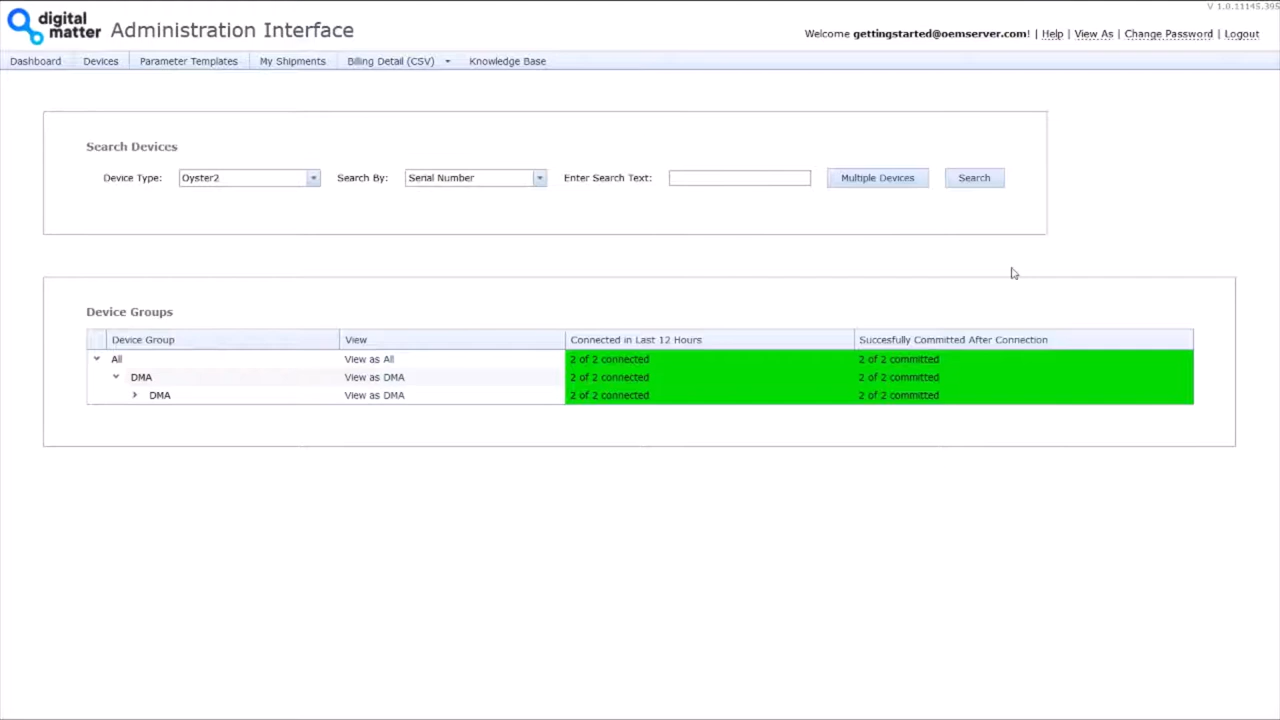 V 1.0.11145.395
digital matter Administration Interface
Welcome gettingstarted@oemserver.com! | Help | View As | Change Password | Logout
Dashboard Devices Parameter Templates My Shipments Billing Detail (CSV) Knowledge Base
Search Devices
Device Type: Oyster2 Search By: Serial Number Enter Search Text: Multiple Devices Search
Device Groups
Device Group View Connected in Last 12 Hours Succesfully Committed After Connection
All View as All 2 of 2 connected 2 of 2 committed
DMA View as DMA 2 of 2 connected 2 of 2 committed
DMA View as DMA 2 of 2 connected 2 of 2 committed